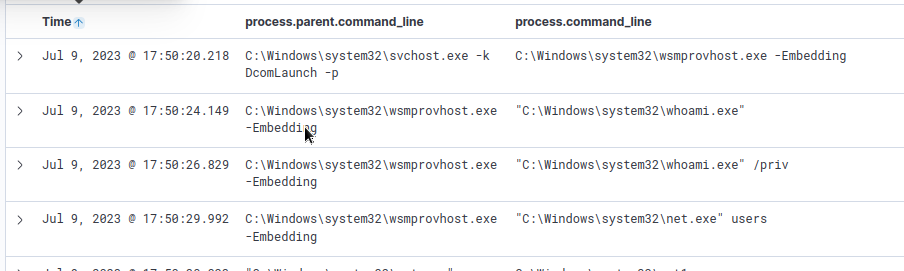 Time process.parent.command_line process.command_line
Jul 9, 2023 @ 17:50:20.218 C:\Windows\system32\svchost.exe -k C:\Windows\system32\wsmprovhost.exe -Embedding
DcomLaunch -p
Jul 9, 2023 @ 17:50:24.149 C:\Windows\system32\wsmprovhost.exe "C:\Windows\system32\whoami.exe"
-Embedding
Jul 9, 2023 @ 17:50:26.829 C:\Windows\system32\wsmprovhost.exe "C:\Windows\system32\whoami.exe" /priv
-Embedding
Jul 9, 2023 @ 17:50:29.992 C:\Windows\system32\wsmprovhost.exe "C:\Windows\system32\net.exe" users
-Embedding